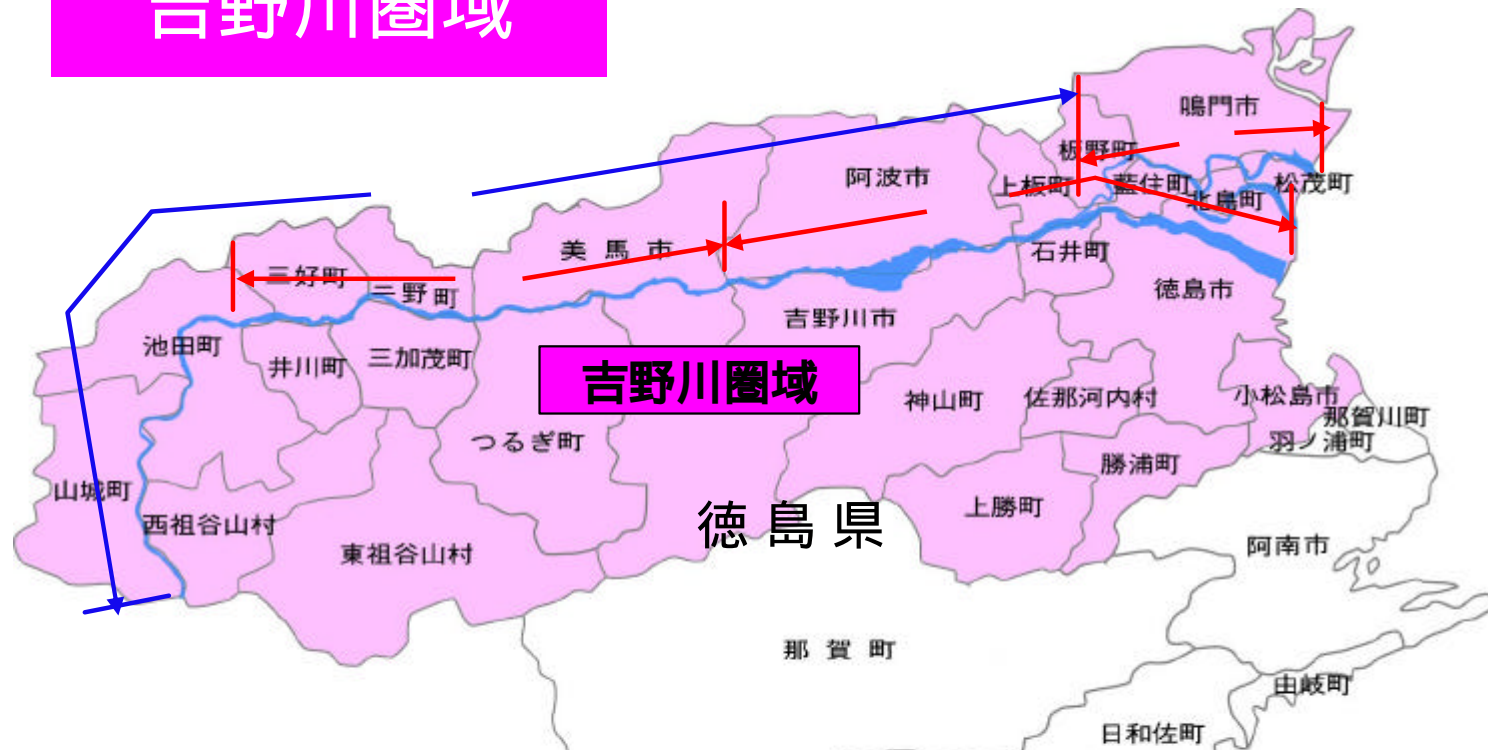 吉野川圏域
鳴門市
板野町
阿波市
上板町
藍住町
松茂町
北島町
美馬市
石井町
三好町
三野町
徳島市
吉野川市
池田町
井川町
三加茂町
吉野川圏域
神山町
佐那河内村
小松島市
那賀川町
つるぎ町
羽ノ浦町
勝浦町
山城町
上勝町
西祖谷山村
徳島県
阿南市
東祖谷山村
那賀町
由岐町
日和佐町